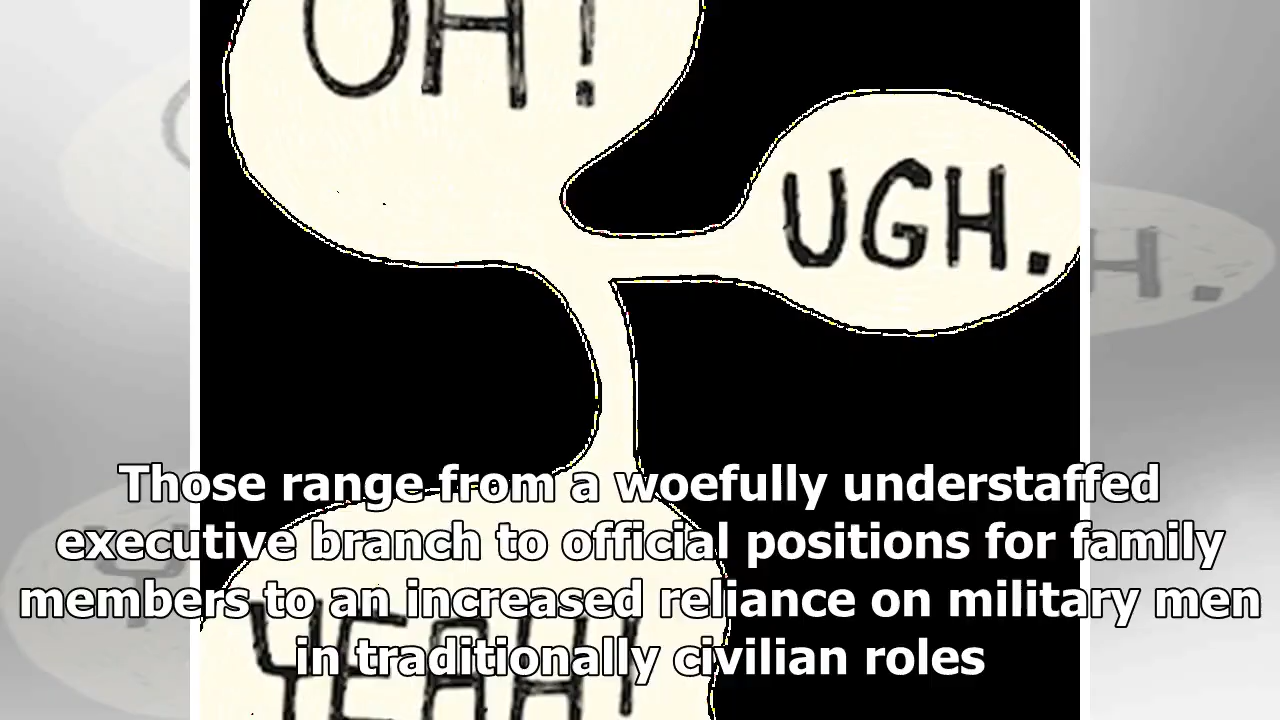 OH!
UGH.
YEAH!
Those range from a woefully understaffed
executive branch to official positions for family
members to an increased reliance on military men
in traditionally civilian roles